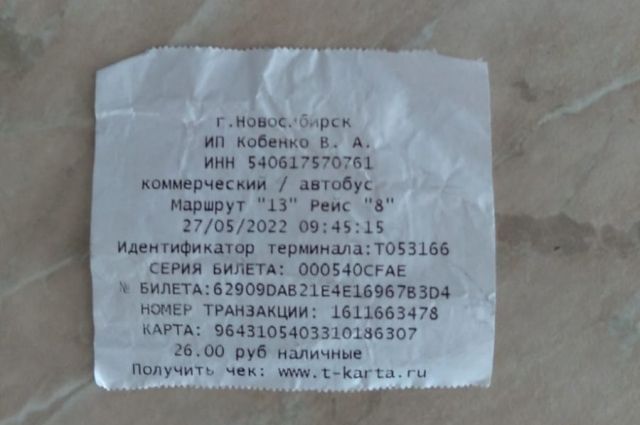 г.Новосибирск
ИП Кобенко В. А.
ИНН 540617570761
коммерческий / автобус
Маршрут "13" Рейс "8"
27/05/2022 09:45:15
Идентификатор терминала:T053166
СЕРИЯ БИЛЕТА: 000540CFAE
№ БИЛЕТА:62909DAB21E4E16967B3D4
НОМЕР ТРАНЗАКЦИИ: 1611663478
КАРТА: 9643105403310186307
26.00 руб наличные
Получить чек: www.t-karta.ru